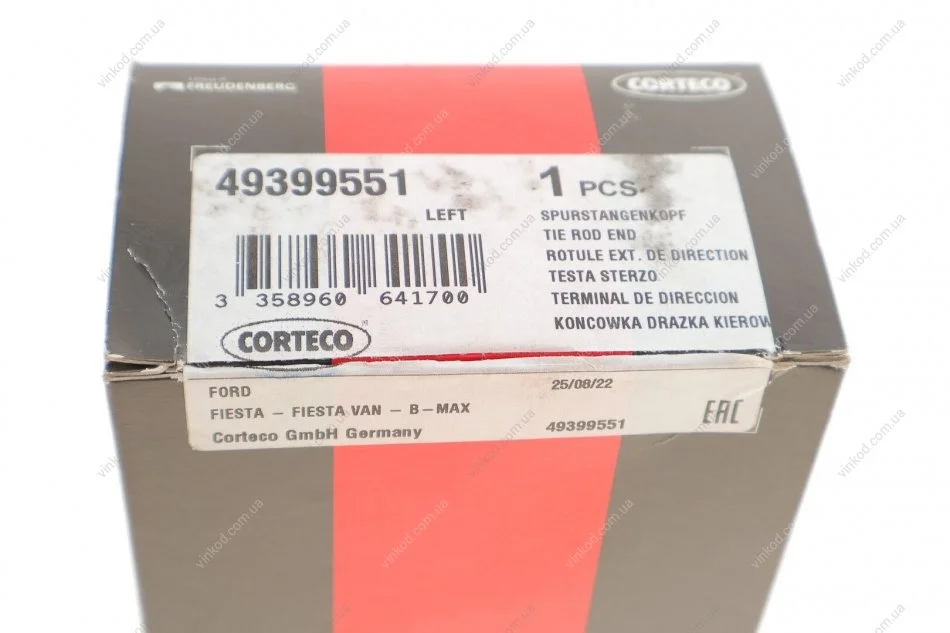 FREUDENBERG
CORTECO
49399551
1 PCS
LEFT
SPURSTANGENKOPF
TIE ROD END
ROTULE EXT. DE DIRECTION
TESTA STERZO
TERMINAL DE DIRECCION
KONCOWKA DRAZKA KIEROW
3 358960 641700
CORTECO®
FORD
25/08/22
FIESTA - FIESTA VAN - B-MAX
EAC
Corteco GmbH Germany
49399551
vinkod.com.ua